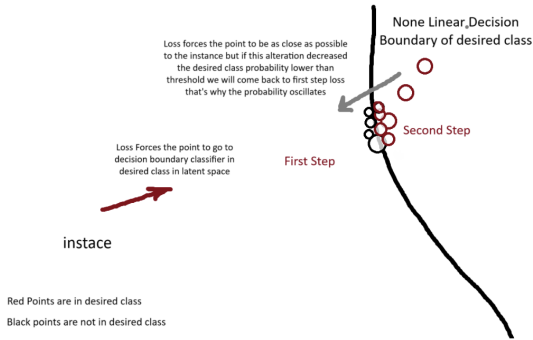 None Linear Decision
Boundary of desired class
Loss forces the point to be as close as possible
to the instance but if this alteration decreased
the desired class probability lower than
threshold we will come back to first step loss
that's why the probability oscillates
Second Step
Loss Forces the point to go to
decision boundary classifier in
desired class in latent space
First Step
instace
Red Points are in desired class
Black points are not in desired class